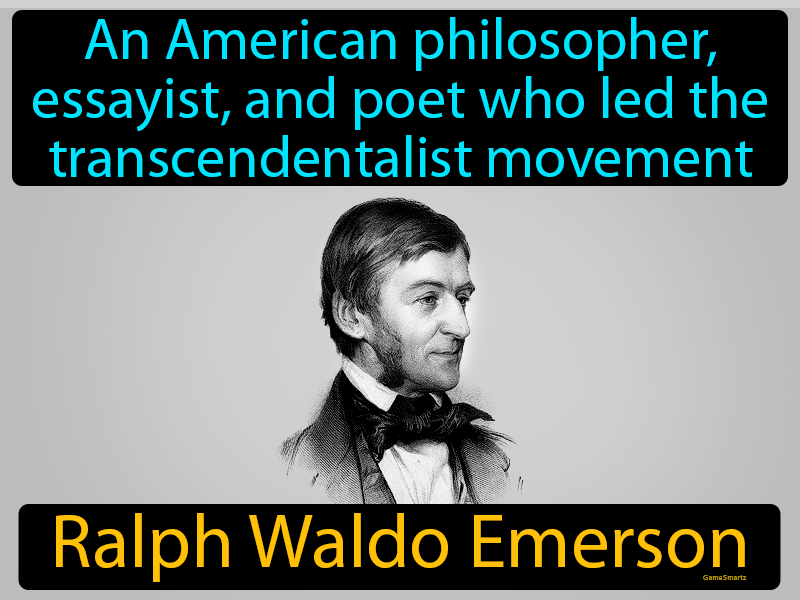 An American philosopher,
essayist, and poet who led the
transcendentalist movement
Ralph Waldo Emerson
GameSmartz